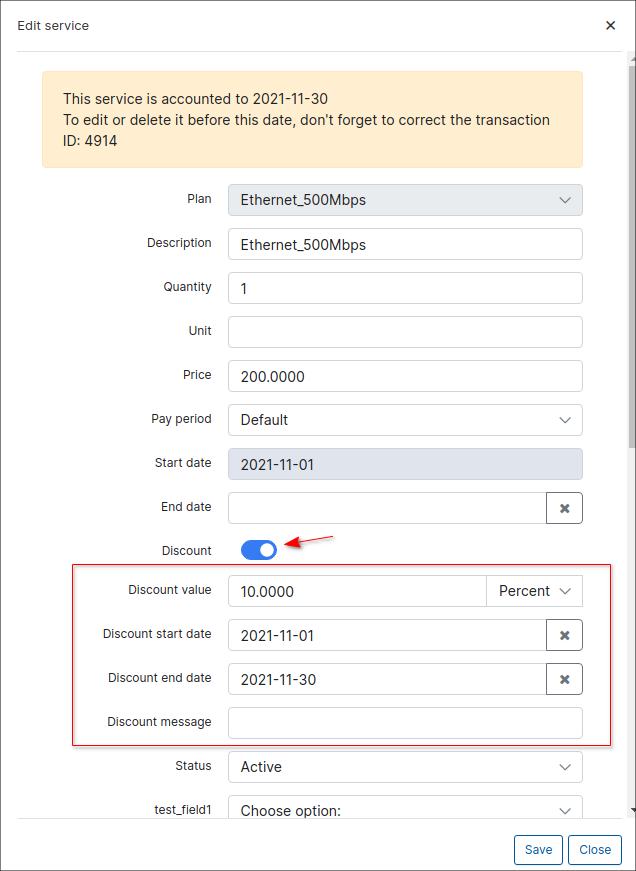 Edit service
This service is accounted to 2021-11-30
To edit or delete it before this date, don't forget to correct the transaction
ID: 4914
Plan Ethernet_500Mbps
Description Ethernet_500Mbps
Quantity 1
Unit
Price 200.0000
Pay period Default
Start date 2021-11-01
End date
Discount
Discount value 10.0000 Percent
Discount start date 2021-11-01
Discount end date 2021-11-30
Discount message
Status Active
test_field1 Choose option:
Save Close